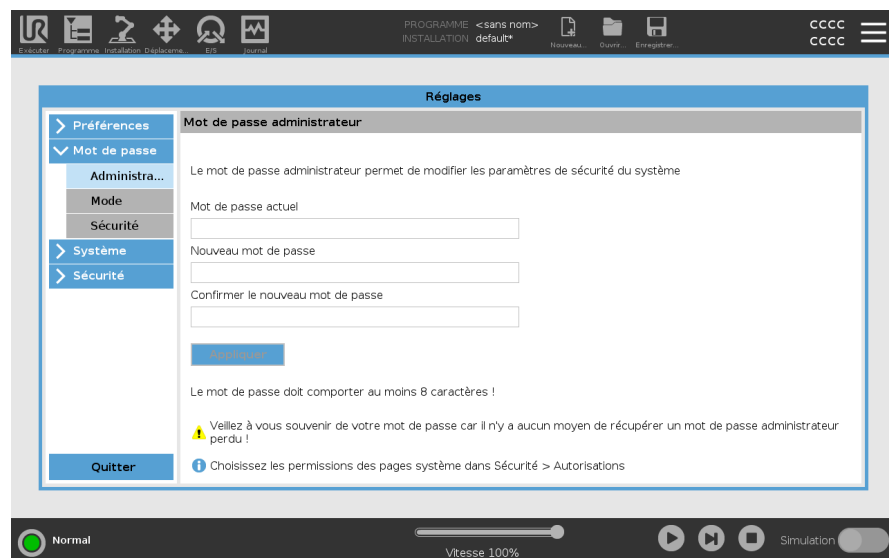 PROGRAMME <sans nom>
INSTALLATION default*
cccc
cccc
Exécuter Programme Installation Déplaceme... E/S Journal
Nouveau... Ouvrir... Enregistrer...
Réglages
Préférences
Mot de passe
Administra...
Mode
Sécurité
Système
Sécurité
Quitter
Mot de passe administrateur
Le mot de passe administrateur permet de modifier les paramètres de sécurité du système
Mot de passe actuel
Nouveau mot de passe
Confirmer le nouveau mot de passe
Appliquer
Le mot de passe doit comporter au moins 8 caractères !
Veillez à vous souvenir de votre mot de passe car il n'y a aucun moyen de récupérer un mot de passe administrateur
perdu !
Choisissez les permissions des pages système dans Sécurité > Autorisations
Normal
Vitesse 100%
Simulation